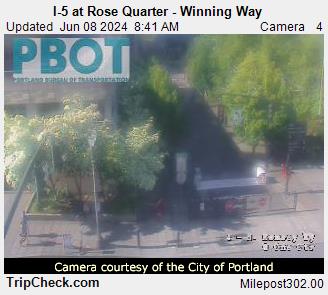 I-5 at Rose Quarter - Winning Way
Updated Jun 08 2024 8:41 AM Camera 4
PBOT
PORTLAND BUREAU OF TRANSPORTATION
Camera courtesy of the City of Portland
TripCheck.com Milepost302.00